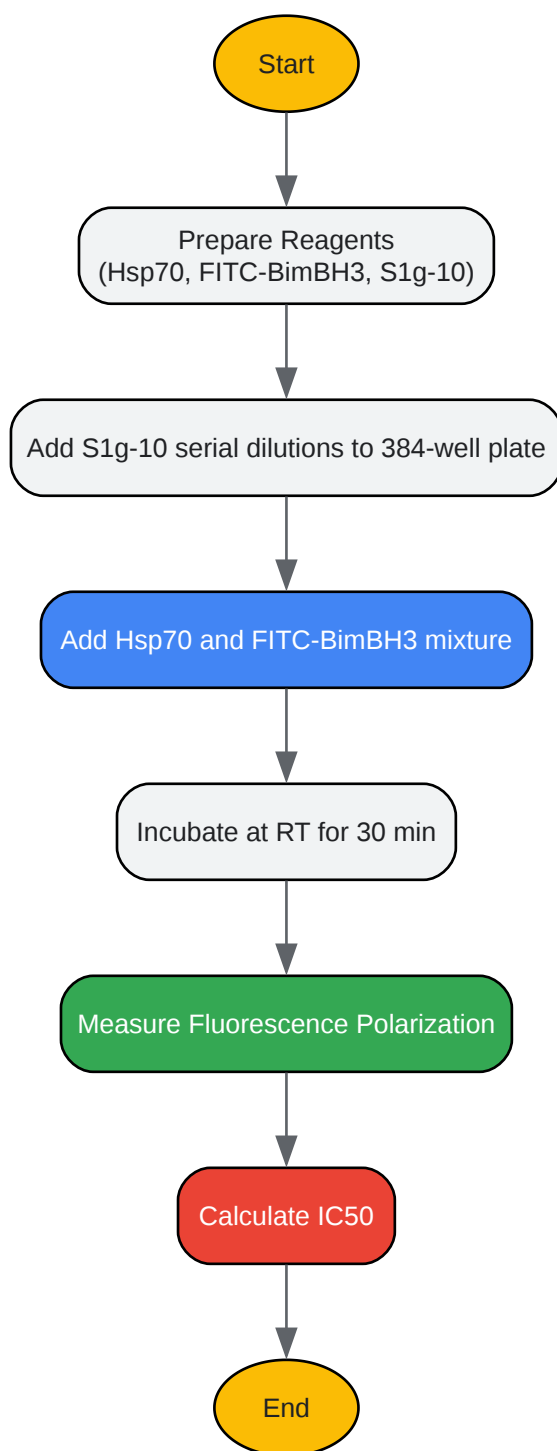 Start
Prepare Reagents
(Hsp70, FITC-BimBH3, S1g-10)
Add S1g-10 serial dilutions to 384-well plate
Add Hsp70 and FITC-BimBH3 mixture
Incubate at RT for 30 min
Measure Fluorescence Polarization
Calculate IC50
End